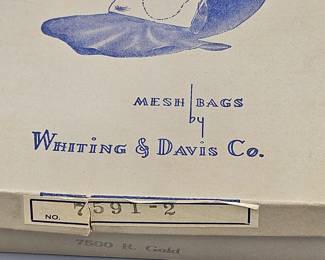 MESH BAGS
by
WHITING & DAVIS CO.
NO. 7591-2
7500 R. Gold